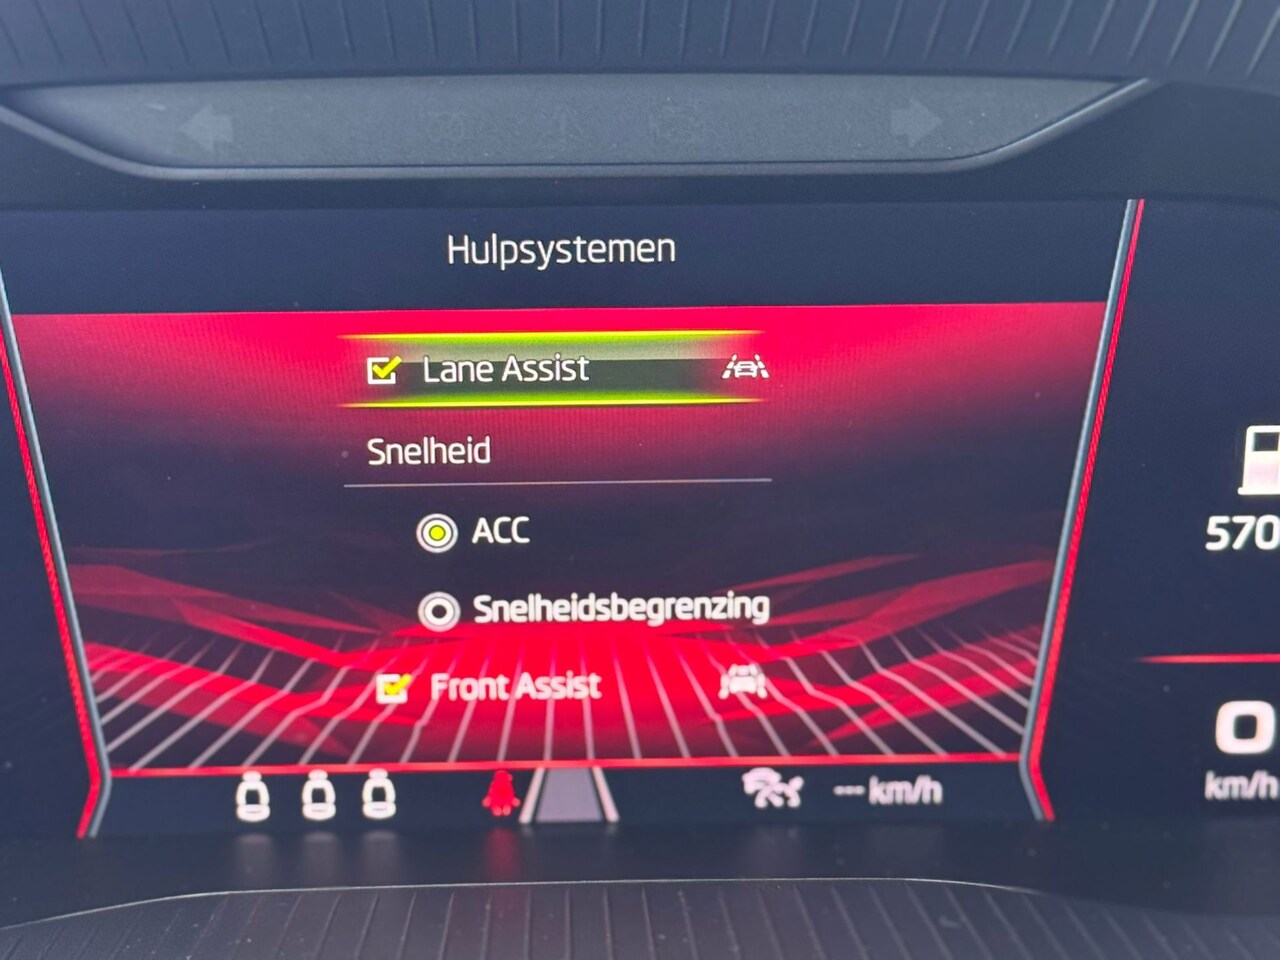 Hulpsystemen
Lane Assist
Snelheid
ACC
Snelheidsbegrenzing
Front Assist
--- km/h
570
0
km/h